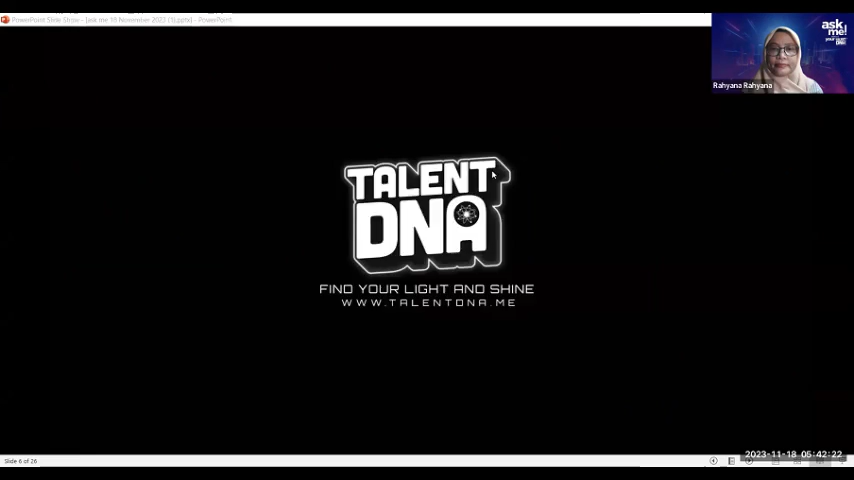 PowerPoint Slide Show - [ask me 19 November 2023 (1).pptx] - PowerPoint
ask
me!
Rahyana Rahyana
TALENT
DNA
FIND YOUR LIGHT AND SHINE
WWW.TALENTDNA.ME
Slide 6 of 26
2023-11-18 05:42:22